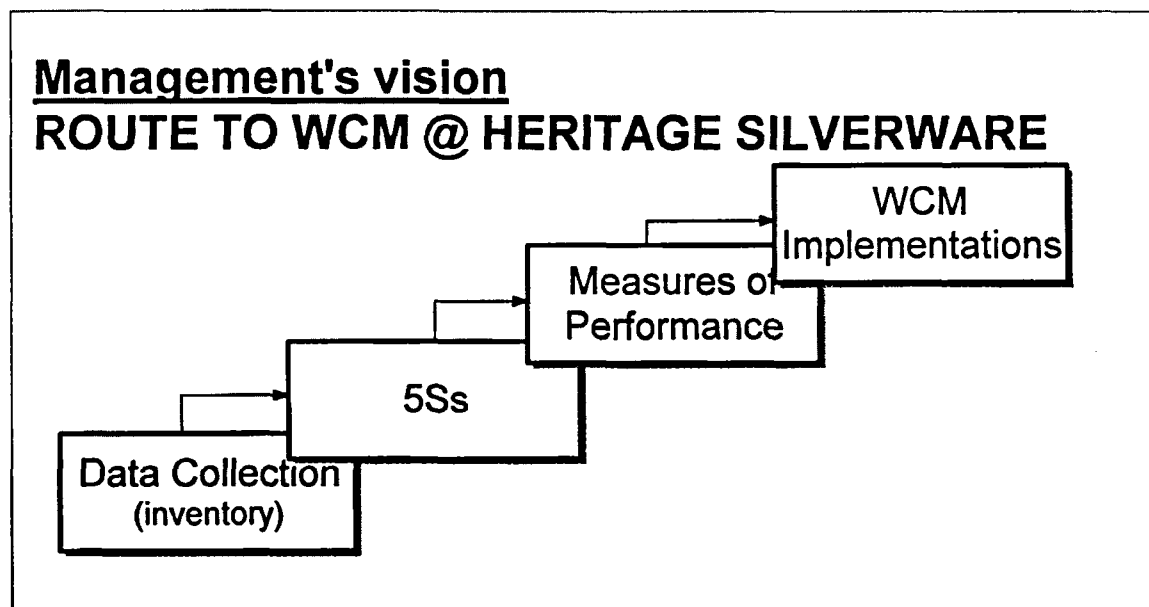 Management's vision
ROUTE TO WCM @ HERITAGE SILVERWARE
WCM
Implementations
Measures of
Performance
5Ss
Data Collection
(inventory)